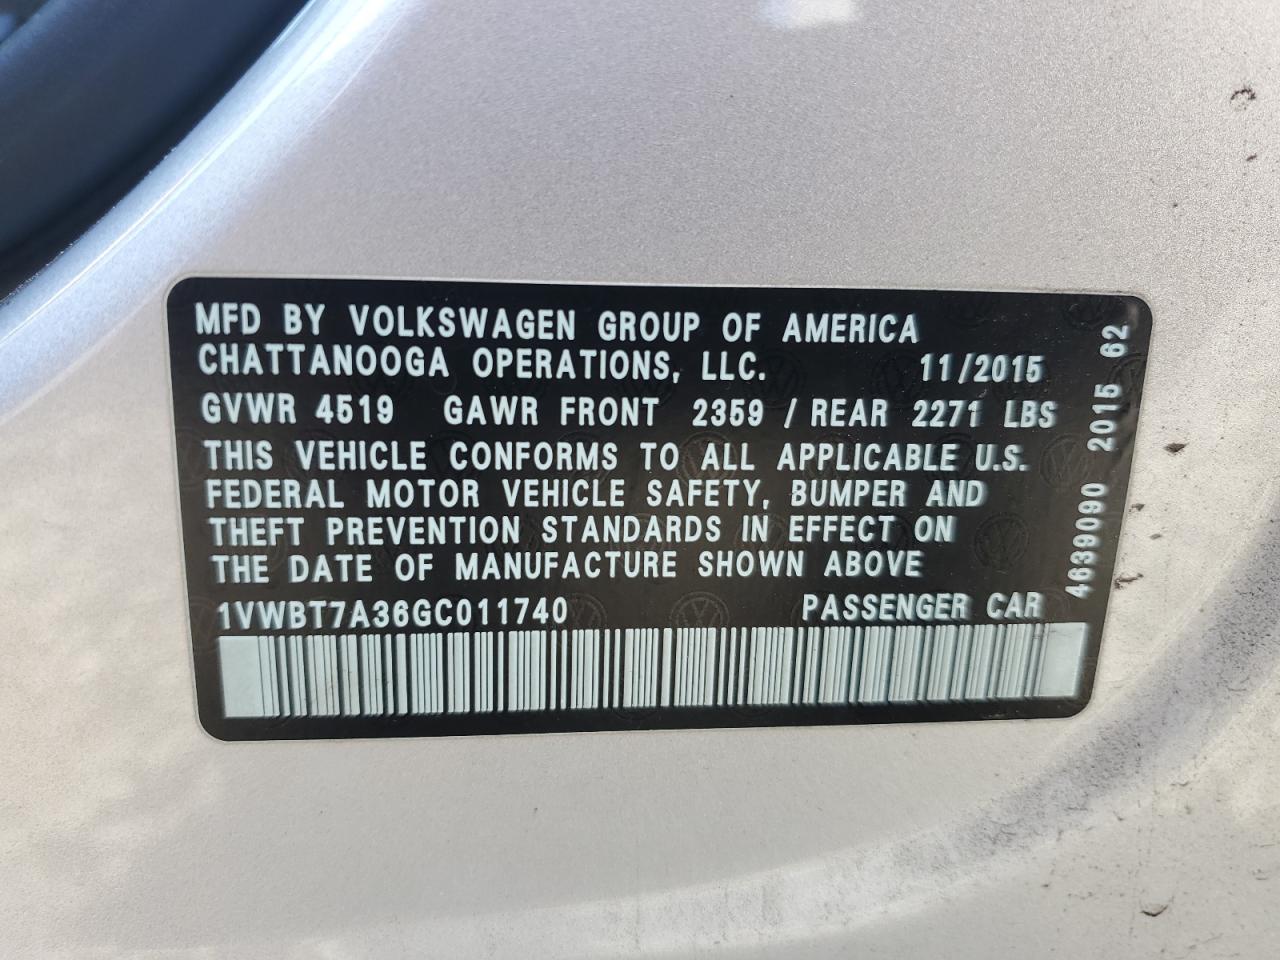 MFD BY VOLKSWAGEN GROUP OF AMERICA
CHATTANOOGA OPERATIONS, LLC. 11/2015
GVWR 4519 GAWR FRONT 2359 / REAR 2271 LBS
THIS VEHICLE CONFORMS TO ALL APPLICABLE U.S.
FEDERAL MOTOR VEHICLE SAFETY, BUMPER AND
THEFT PREVENTION STANDARDS IN EFFECT ON
THE DATE OF MANUFACTURE SHOWN ABOVE
1VWBT7A36GC011740 PASSENGER CAR
4639090 2015 62